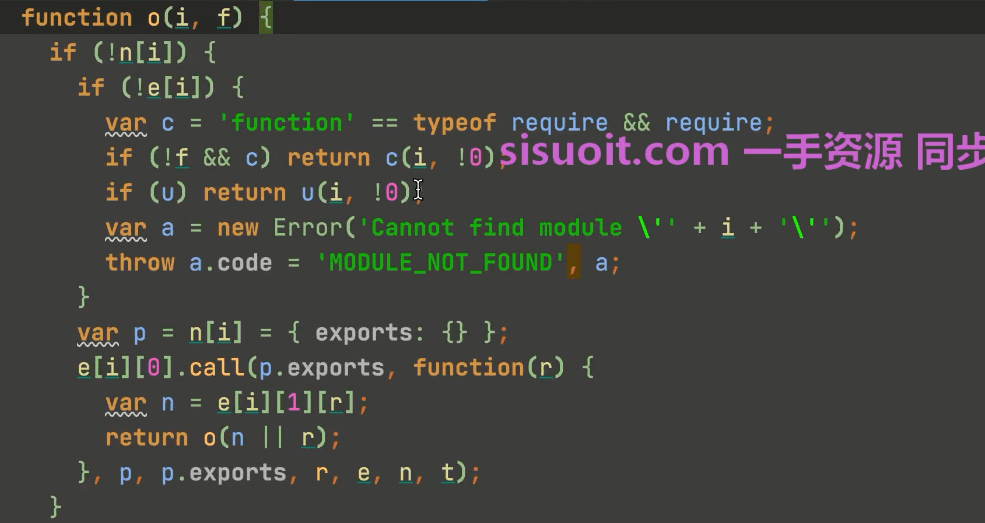 function o(i, f) {
if (!n[i]) {
if (!e[i]) {
var c = 'function' == typeof require && require;
if (!f && c) return c(i, !0);
sisuoit.com 一手资源 同步
if (u) return u(i, !0);
var a = new Error('Cannot find module \'' + i + '\'');
throw a.code = 'MODULE_NOT_FOUND', a;
}
var p = n[i] = { exports: {} };
e[i][0].call(p.exports, function(r) {
var n = e[i][1][r];
return o(n || r);
}, p, p.exports, r, e, n, t);
}